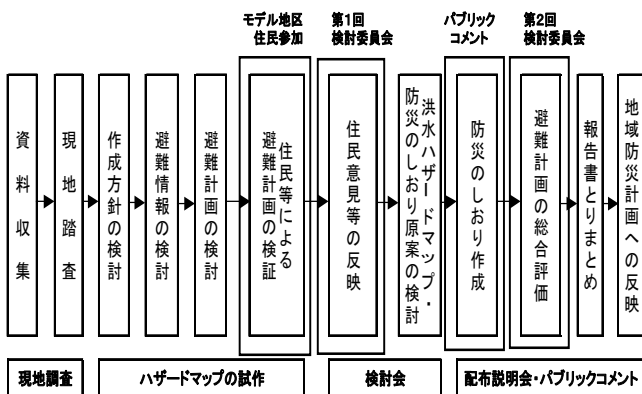 モデル地区
住民参加
第1回
検討委員会
パブリック
コメント
第2回
検討委員会
資料収集
現地踏査
作成方針の検討
避難情報の検討
避難計画の検討
住民等による
避難計画の検証
住民意見等の反映
洪水ハザードマップ・
防災のしおり原案の検討
防災のしおり作成
避難計画の総合評価
報告書とりまとめ
地域防災計画への反映
現地調査
ハザードマップの試作
検討会
配布説明会・パブリックコメント